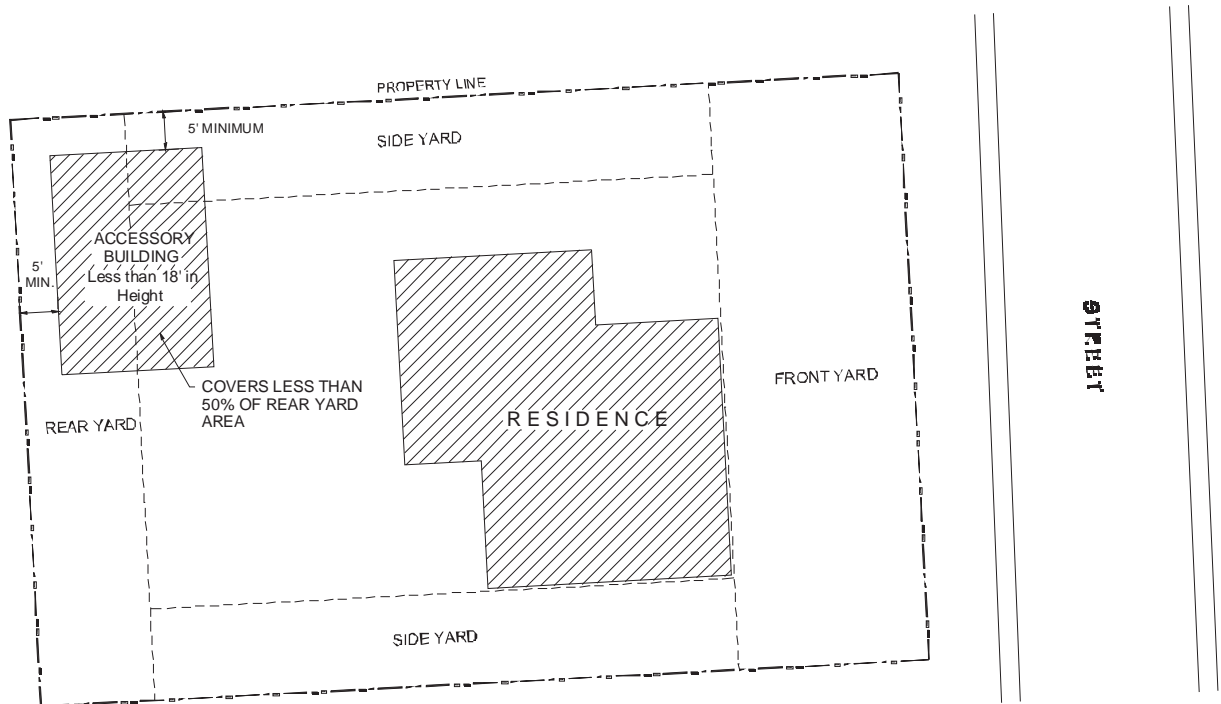 PROPERTY LINE
5' MINIMUM
SIDE YARD
ACCESSORY
BUILDING
Less than 18' in
Height
5'
MIN.
COVERS LESS THAN
50% OF REAR YARD
AREA
REAR YARD
RESIDENCE
FRONT YARD
STREET
SIDE YARD